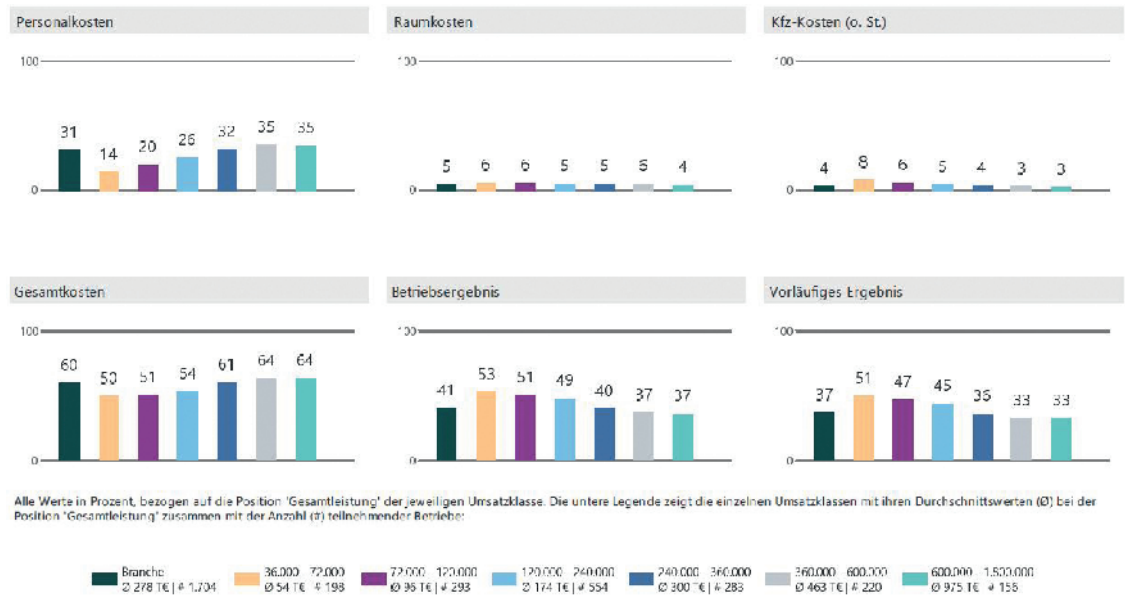 Personalkosten Raumkosten Kfz-Kosten (o. St.)
100 100 100
31 14 20 26 32 35 35
5 6 6 5 5 5 4
4 8 6 5 4 3 3
0 0 0
Gesamtkosten Betriebsergebnis Vorläufiges Ergebnis
100 100 100
60 50 51 54 61 64 64
41 53 51 49 40 37 37
37 51 47 45 36 33 33
0 0 0
Alle Werte in Prozent, bezogen auf die Position 'Gesamtleistung' der jeweiligen Umsatzklasse. Die untere Legende zeigt die einzelnen Umsatzklassen mit ihren Durchschnittswerten (Ø) bei der
Position 'Gesamtleistung' zusammen mit der Anzahl (#) teilnehmender Betriebe:
Branche 36.000 72.000 72.000 120.000 120.000 240.000 240.000 360.000 360.000 600.000 600.000 1.500.000
Ø 278 T€ | # 1.704 Ø 54 T€ # 198 Ø 96 T€ | # 293 Ø 174 T€ | # 554 Ø 300 T€ | # 283 Ø 463 T€ | # 220 Ø 975 T€ # 156